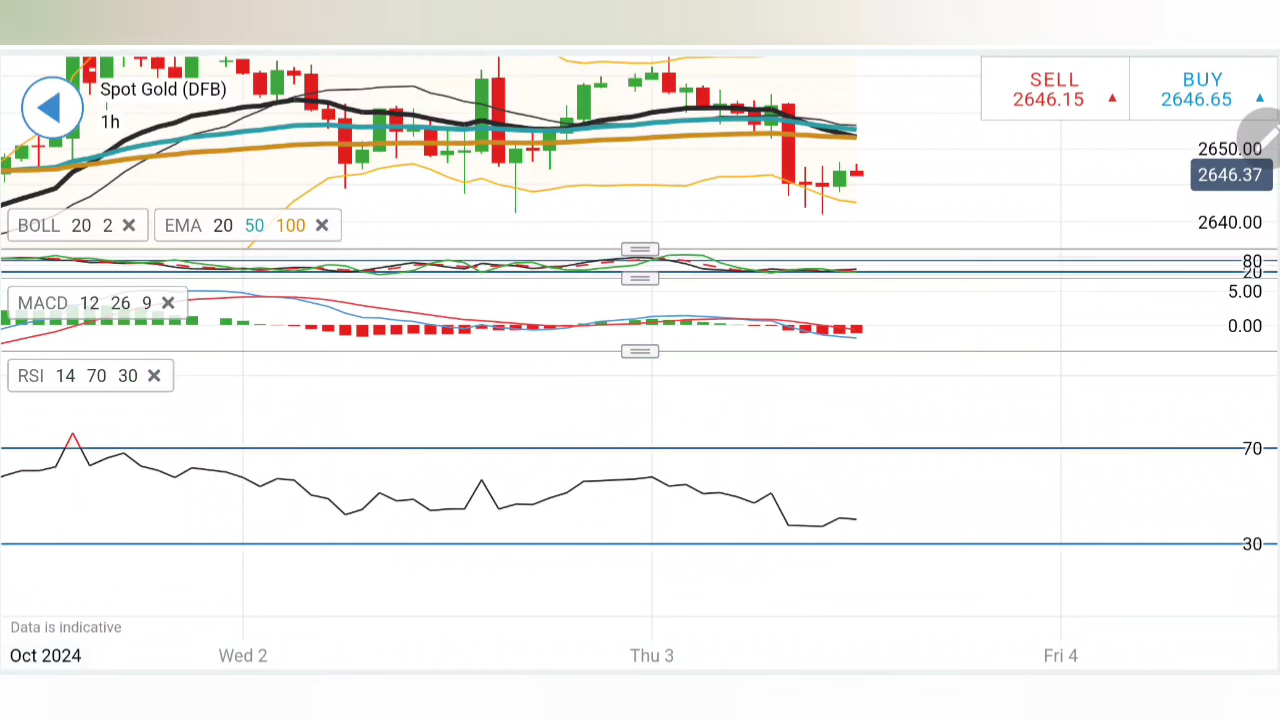 Spot Gold (DFB)
1h
SELL
2646.15
BUY
2646.65
2650.00
2646.37
2640.00
BOLL 20 2
EMA 20 50 100
80
20
MACD 12 26 9
5.00
0.00
RSI 14 70 30
70
30
Data is indicative
Oct 2024 Wed 2 Thu 3 Fri 4